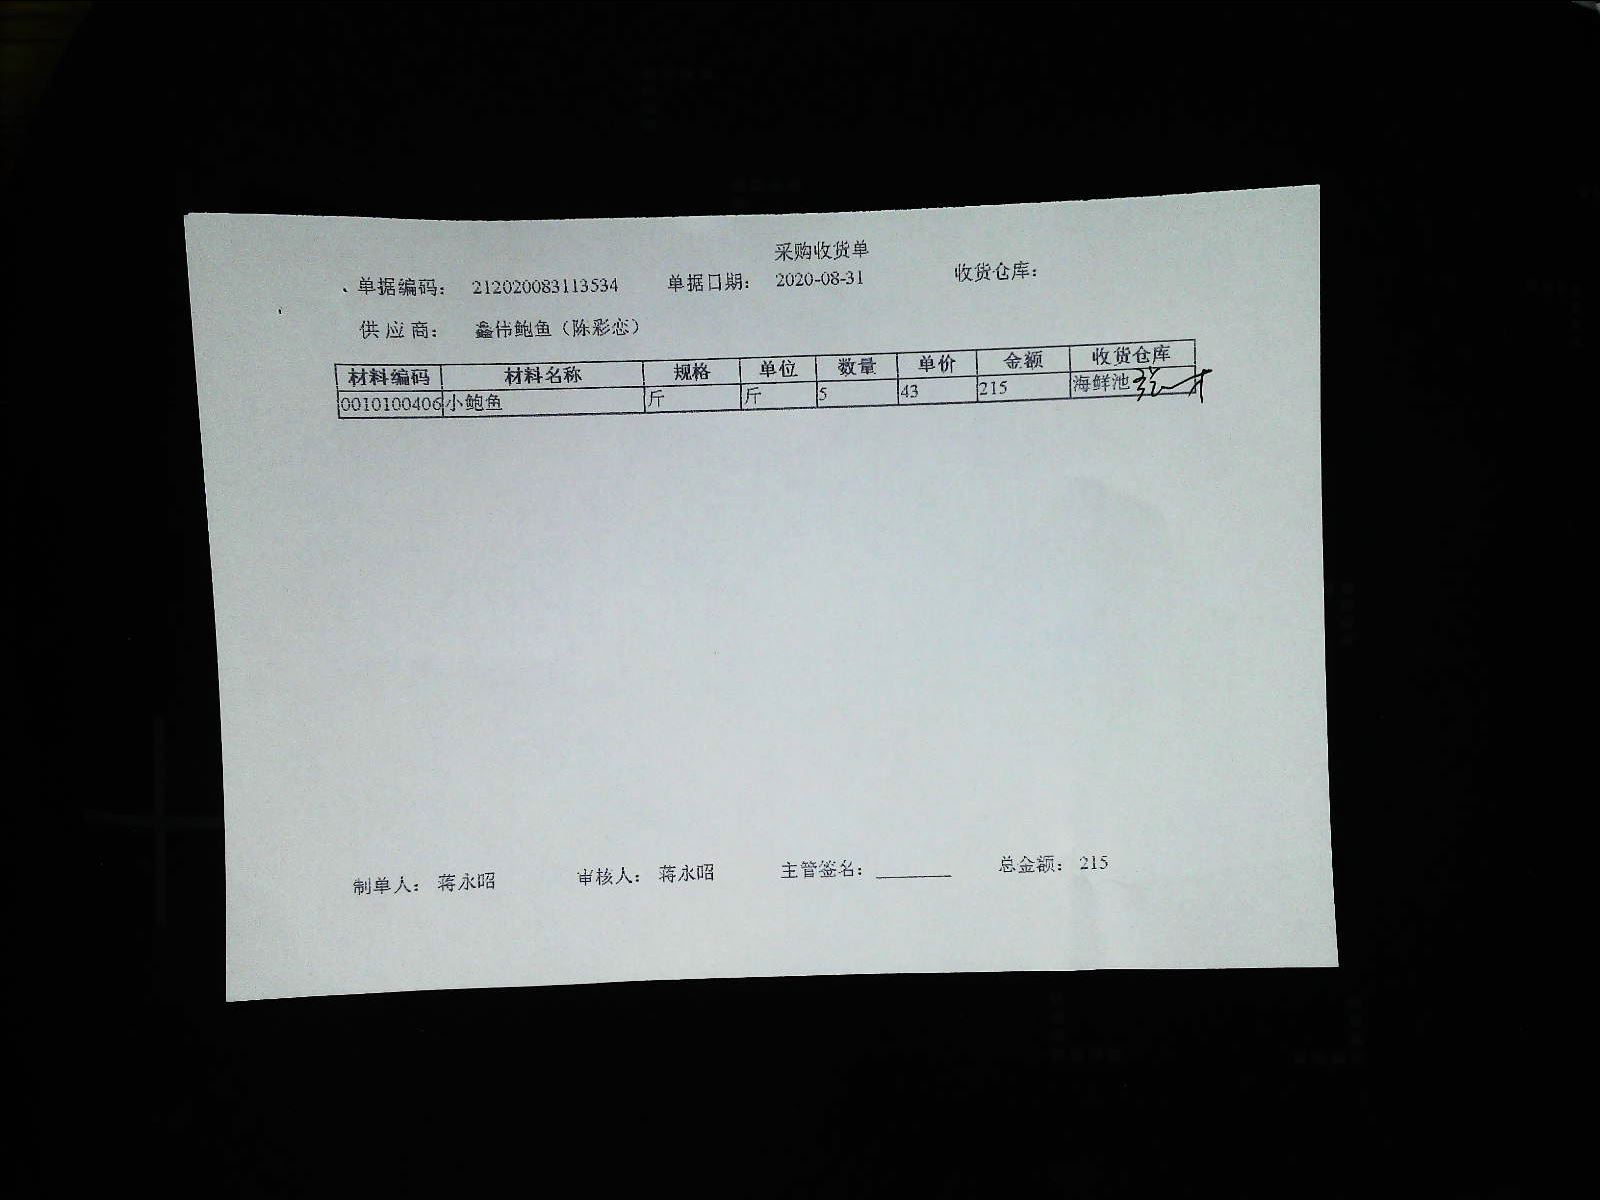 采购收货单
单据编码: 212020083113534 单据日期: 2020-08-31 收货仓库:
供应商: 鑫伟鲍鱼（陈彩恋）
材料编码 材料名称 规格 单位 数量 单价 金额 收货仓库
0010100406 小鲍鱼 斤 斤 5 43 215 海鲜池
制单人: 蒋永昭 审核人: 蒋永昭 主管签名: 总金额: 215